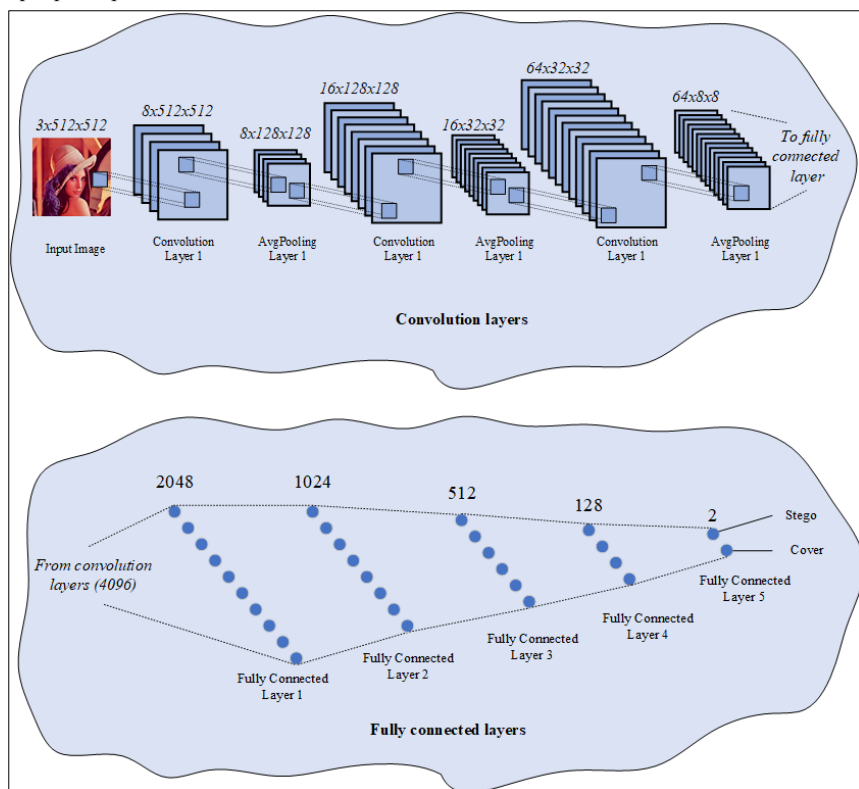 3x512x512
8x512x512
8x128x128
16x128x128
16x32x32
64x32x32
64x8x8
To fully
connected
layer
Input Image
Convolution
Layer 1
AvgPooling
Layer 1
Convolution
Layer 1
AvgPooling
Layer 1
Convolution
Layer 1
AvgPooling
Layer 1
Convolution layers
2048
1024
512
128
2
Stego
Cover
From convolution
layers (4096)
Fully Connected
Layer 1
Fully Connected
Layer 2
Fully Connected
Layer 3
Fully Connected
Layer 4
Fully Connected
Layer 5
Fully connected layers